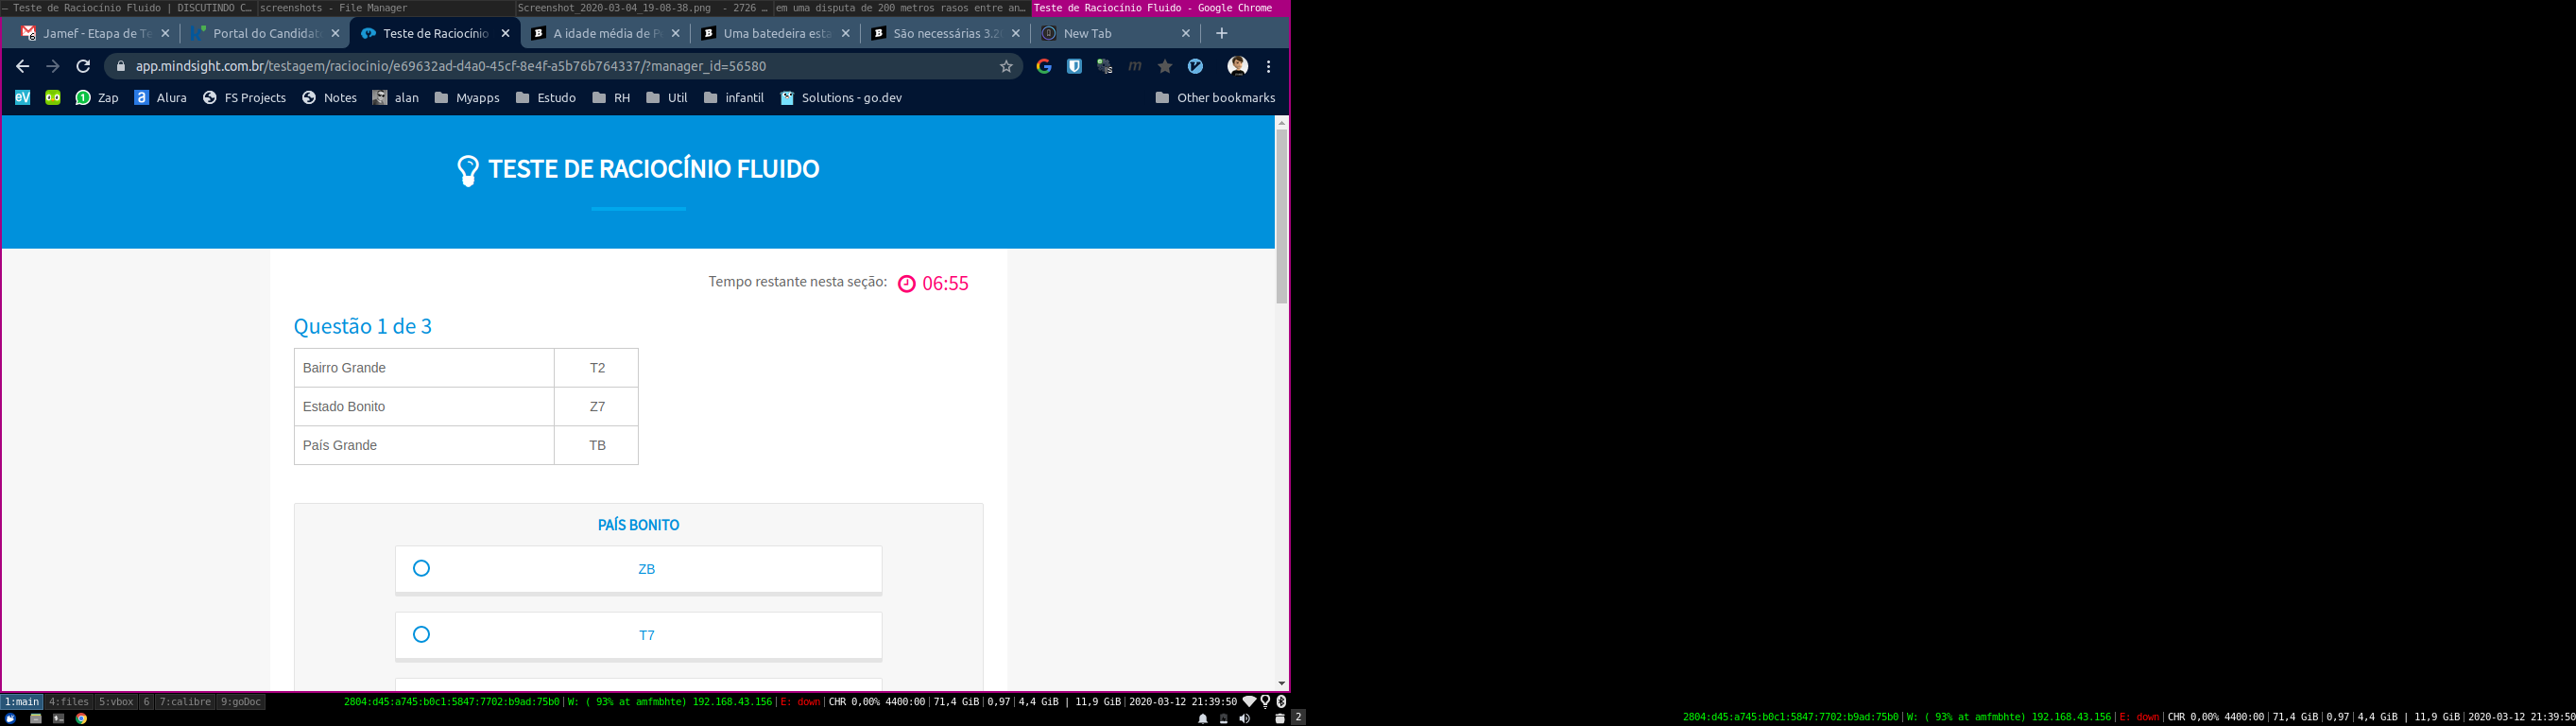 – Teste de Raciocínio Fluido | DISCUTINDO C… screenshots - File Manager Screenshot_2020-03-04_19-08-38.png - 2726 … em uma disputa de 200 metros rasos entre an… Teste de Raciocínio Fluido - Google Chrome
Jamef - Etapa de Te Portal do Candidat Teste de Raciocínio A idade média de P Uma batedeira esta São necessárias 3.2 New Tab
app.mindsight.com.br/testagem/raciocinio/e69632ad-d4a0-45cf-8e4f-a5b76b764337/?manager_id=56580
eV Zap Alura FS Projects Notes alan Myapps Estudo RH Util infantil Solutions - go.dev Other bookmarks
TESTE DE RACIOCÍNIO FLUIDO
Tempo restante nesta seção: 06:55
Questão 1 de 3
Bairro Grande T2
Estado Bonito Z7
País Grande TB
PAÍS BONITO
ZB
T7
1:main 4:files 5:vbox 6 7:calibre 9:goDoc 2804:d45:a745:b0c1:5847:7702:b9ad:75b0 | W: ( 93% at amfmbhte) 192.168.43.156 | E: down | CHR 0,00% 4400:00 | 71,4 GiB | 0,97 | 4,4 GiB | 11,9 GiB | 2020-03-12 21:39:50
2 2804:d45:a745:b0c1:5847:7702:b9ad:75b0 | W: ( 93% at amfmbhte) 192.168.43.156 | E: down | CHR 0,00% 4400:00 | 71,4 GiB | 0,97 | 4,4 GiB | 11,9 GiB | 2020-03-12 21:39:50